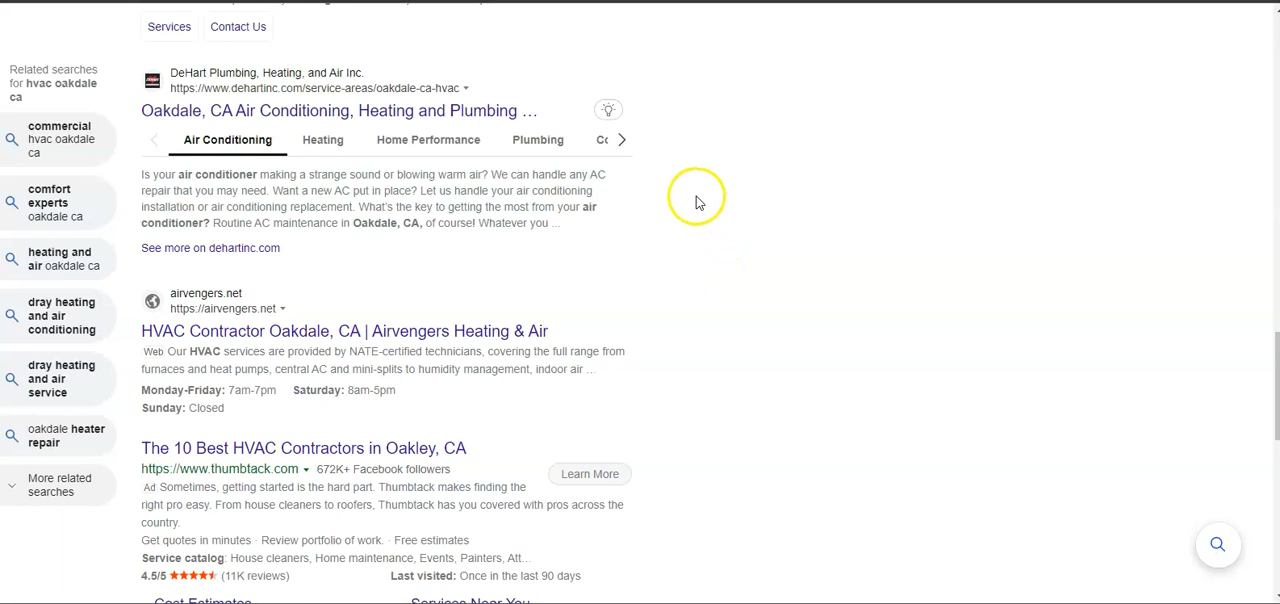 Services
Contact Us
Related searches
for hvac oakdale
ca
commercial
hvac oakdale
ca
comfort
experts
oakdale ca
heating and
air oakdale ca
dray heating
and air
conditioning
dray heating
and air
service
oakdale heater
repair
More related
searches
DeHart Plumbing, Heating, and Air Inc.
https://www.dehartinc.com/service-areas/oakdale-ca-hvac
Oakdale, CA Air Conditioning, Heating and Plumbing …
Air Conditioning Heating Home Performance Plumbing
Is your air conditioner making a strange sound or blowing warm air? We can handle any AC
repair that you may need. Want a new AC put in place? Let us handle your air conditioning
installation or air conditioning replacement. What's the key to getting the most from your air
conditioner? Routine AC maintenance in Oakdale, CA, of course! Whatever you ...
See more on dehartinc.com
airvengers.net
https://airvengers.net
HVAC Contractor Oakdale, CA | Airvengers Heating & Air
Web Our HVAC services are provided by NATE-certified technicians, covering the full range from
furnaces and heat pumps, central AC and mini-splits to humidity management, indoor air ...
Monday-Friday: 7am-7pm Saturday: 8am-5pm
Sunday: Closed
The 10 Best HVAC Contractors in Oakley, CA
https://www.thumbtack.com 672K+ Facebook followers
Learn More
Ad Sometimes, getting started is the hard part. Thumbtack makes finding the
right pro easy. From house cleaners to roofers, Thumbtack has you covered with pros across the
country.
Get quotes in minutes · Review portfolio of work. · Free estimates
Service catalog: House cleaners, Home maintenance, Events, Painters, Att...
4.5/5 (11K reviews) Last visited: Once in the last 90 days
Cost Estimates Services Near You